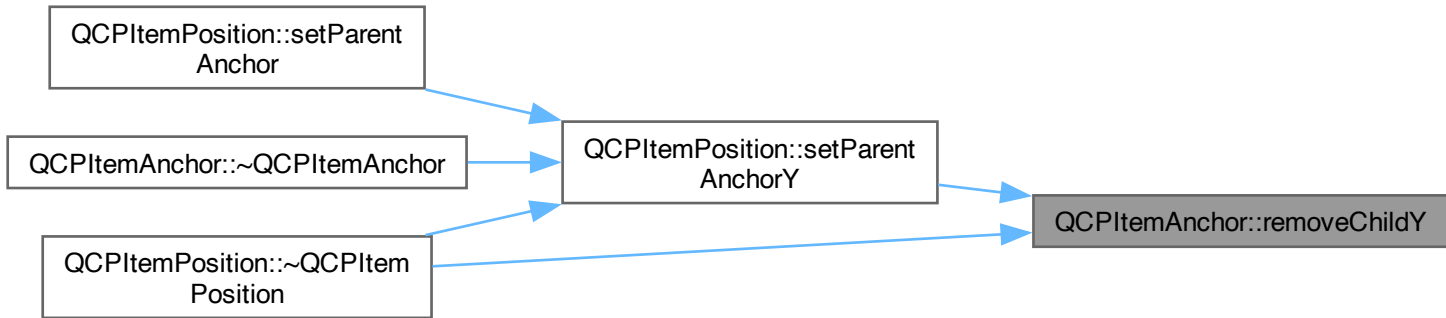 QCPItemPosition::setParent
Anchor
QCPItemAnchor::~QCPItemAnchor
QCPItemPosition::~QCPItem
Position
QCPItemPosition::setParent
AnchorY
QCPItemAnchor::removeChildY